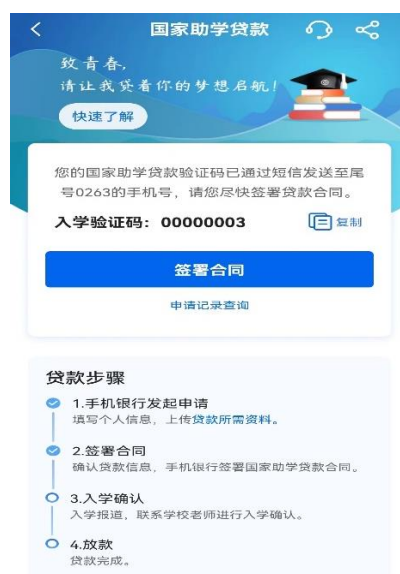 国家助学贷款
致青春,
请让我凭着你的梦想启航!
快速了解
您的国家助学贷款验证码已通过短信发送至尾
号0263的手机号，请您尽快签署贷款合同。
入学验证码：00000003
复制
签署合同
申请记录查询
贷款步骤
1.手机银行发起申请
填写个人信息，上传贷款所需资料。
2.签署合同
确认贷款信息，手机银行签署国家助学贷款合同。
3.入学确认
入学报道，联系学校老师进行入学确认。
4.放款
贷款完成。